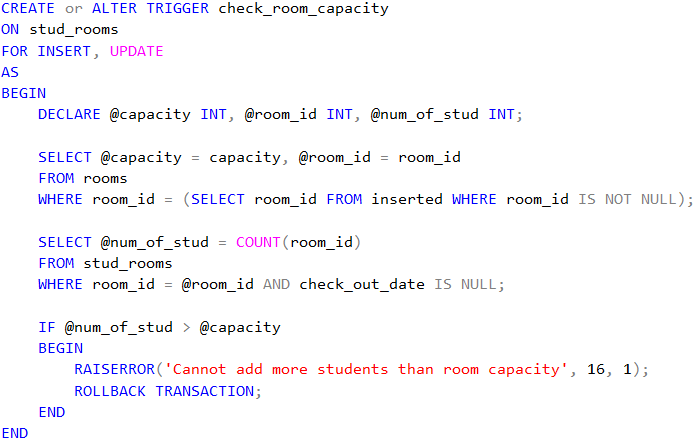 CREATE or ALTER TRIGGER check_room_capacity
ON stud_rooms
FOR INSERT, UPDATE
AS
BEGIN
DECLARE @capacity INT, @room_id INT, @num_of_stud INT;
SELECT @capacity = capacity, @room_id = room_id
FROM rooms
WHERE room_id = (SELECT room_id FROM inserted WHERE room_id IS NOT NULL);
SELECT @num_of_stud = COUNT(room_id)
FROM stud_rooms
WHERE room_id = @room_id AND check_out_date IS NULL;
IF @num_of_stud > @capacity
BEGIN
RAISERROR('Cannot add more students than room capacity', 16, 1);
ROLLBACK TRANSACTION;
END
END